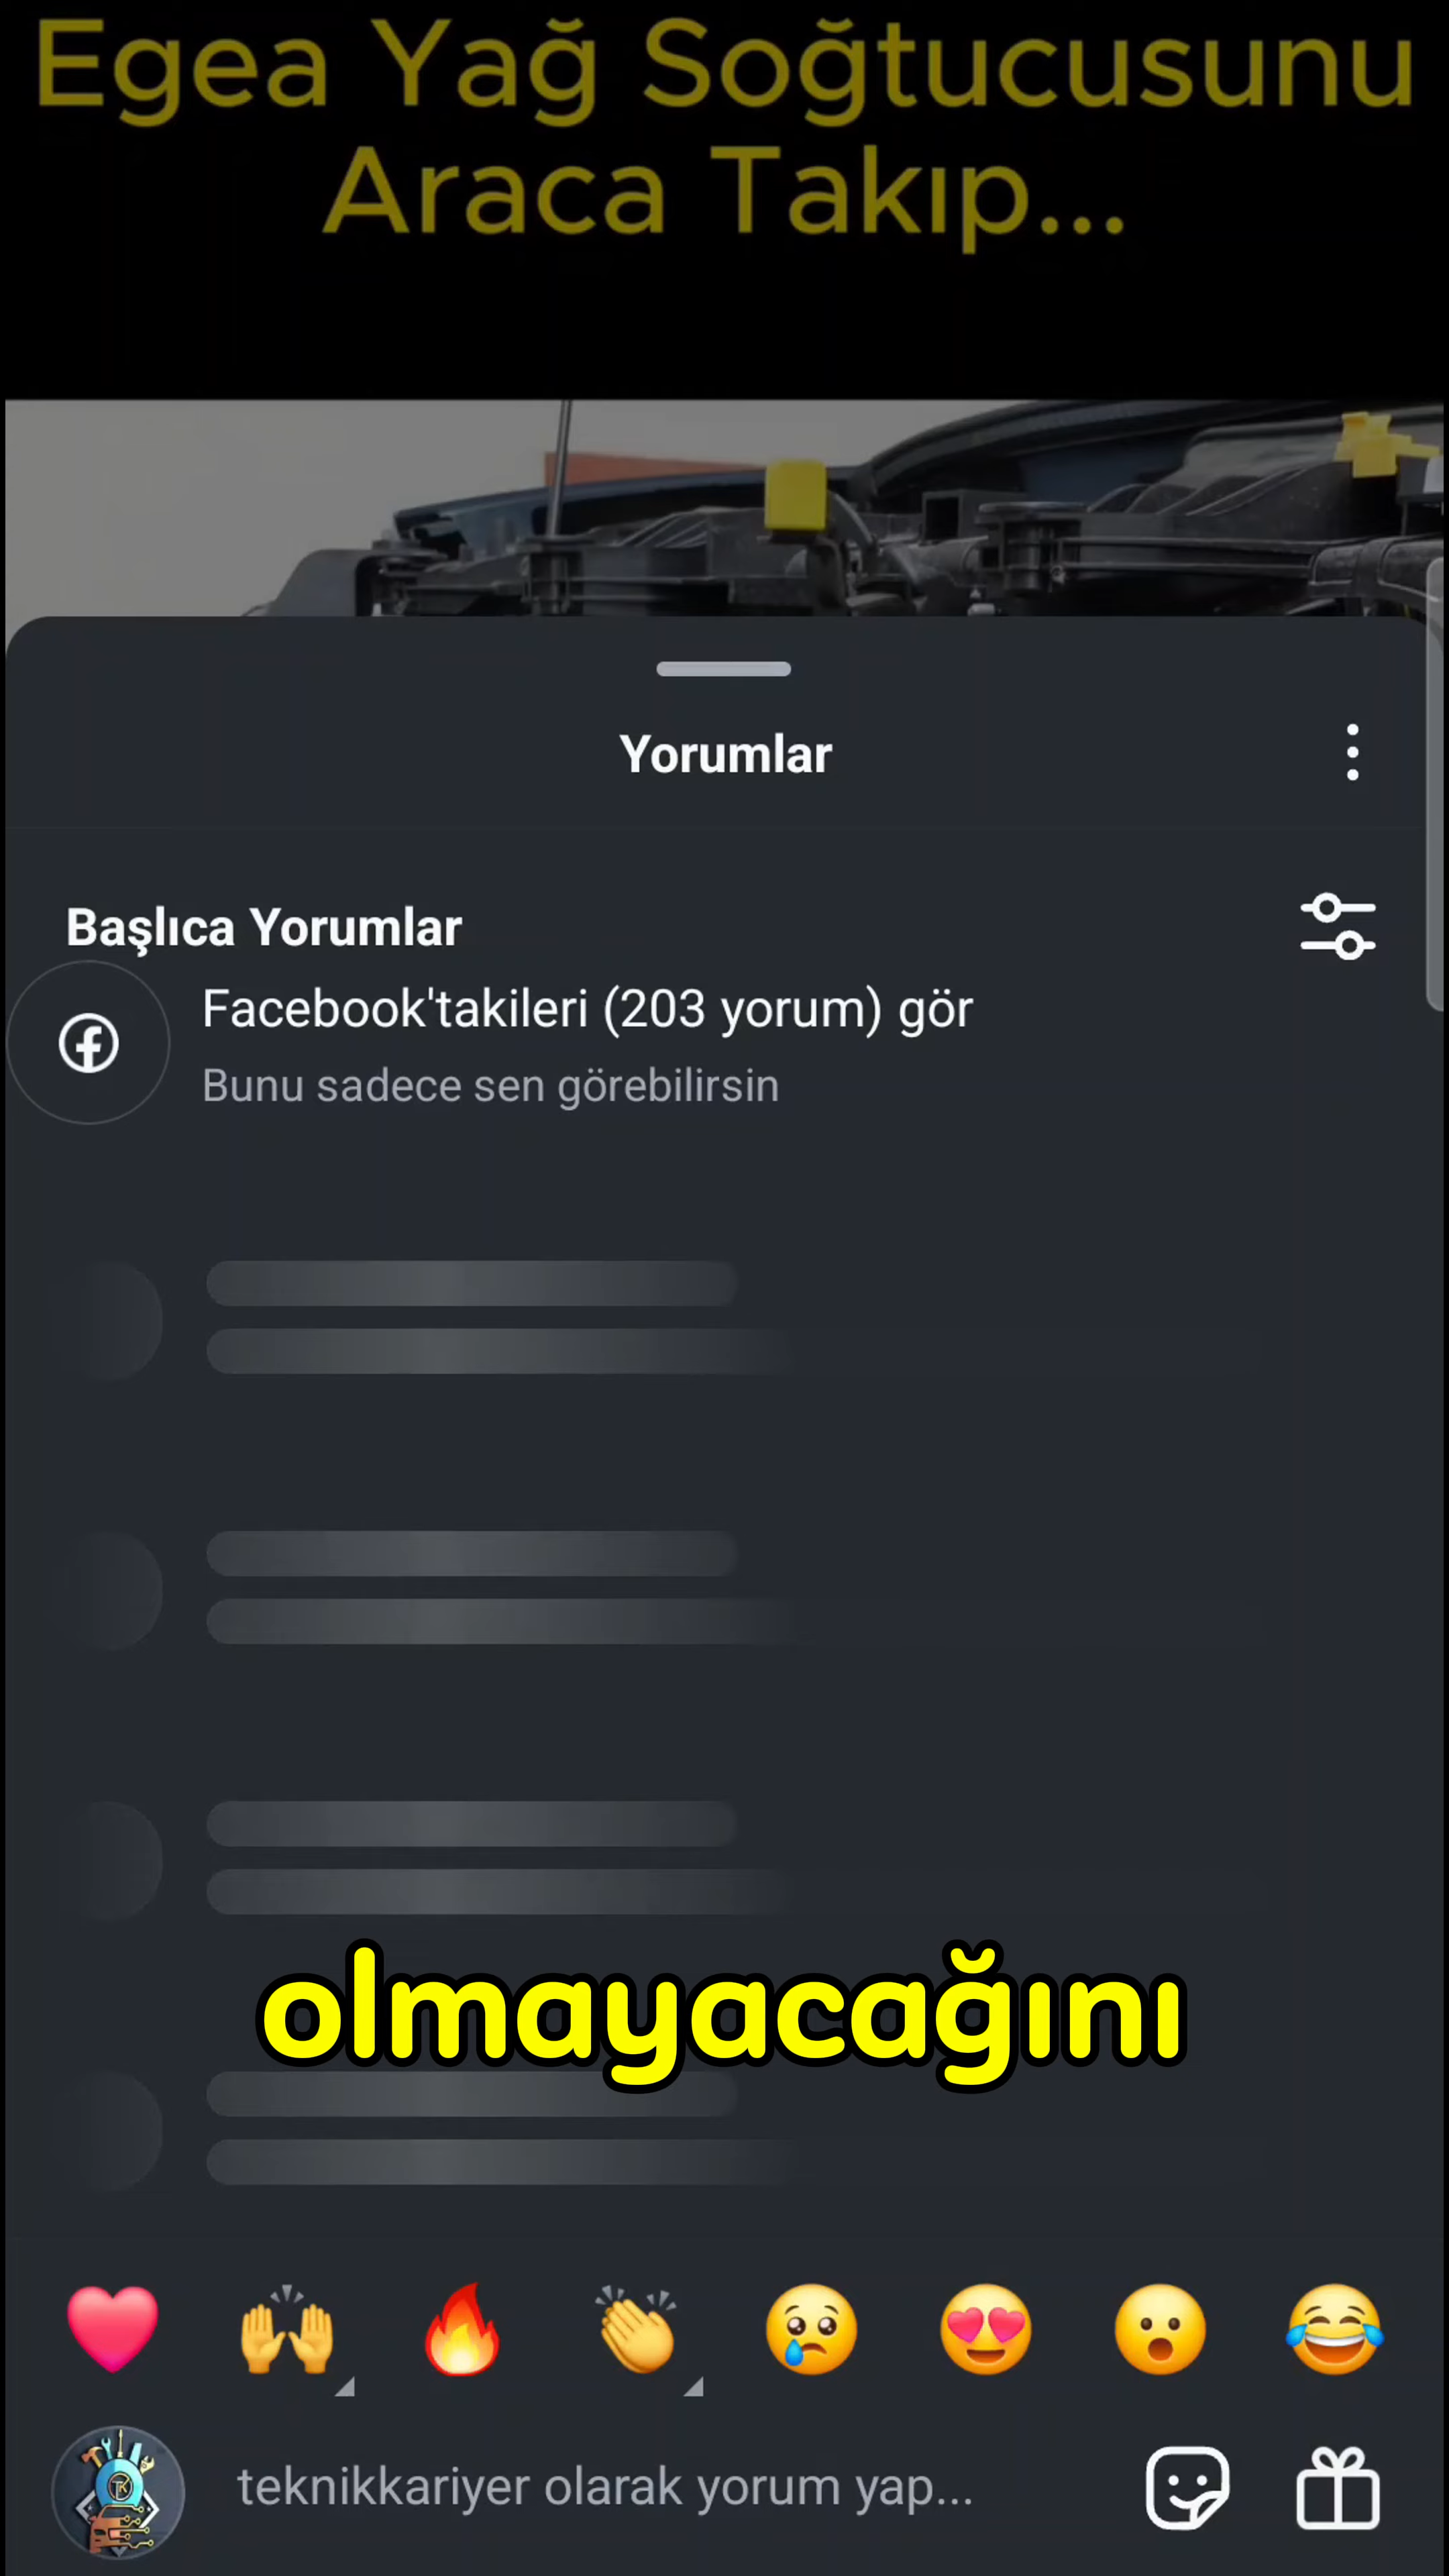 Egea Yağ Soğtucusunu
Araca Takıp...
Yorumlar
Başlıca Yorumlar
Facebook'takileri (203 yorum) gör
Bunu sadece sen görebilirsin
olmayacağını
teknikkariyer olarak yorum yap...